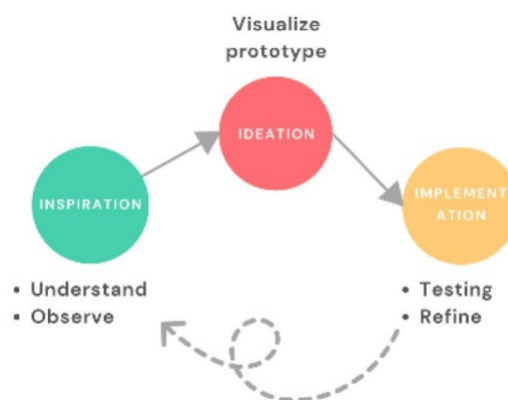 Visualize
prototype
IDEATION
INSPIRATION
IMPLEMENT
ATION
• Understand
• Observe
• Testing
• Refine